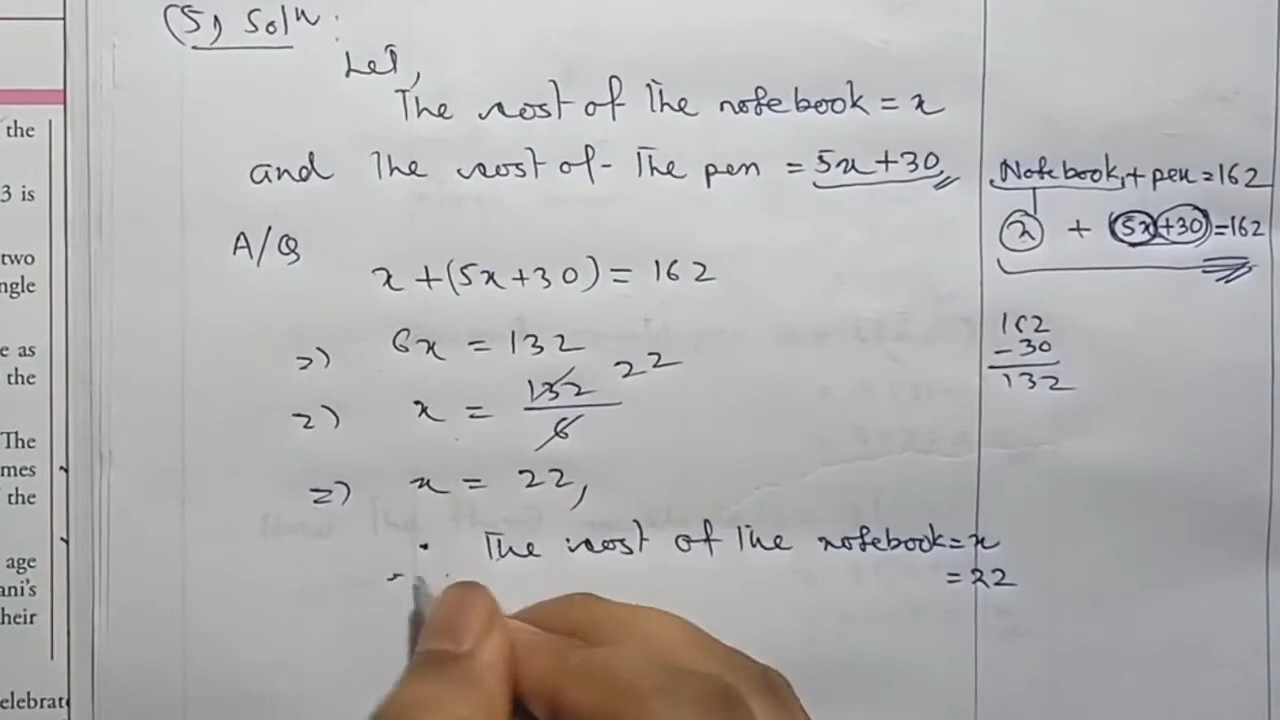 (5) Soln:
Let,
The cost of the notebook = x
and the cost of the pen = 5x+30
Notebook + pen = 162
x + (5x+30) = 162
A/Q
x + (5x+30) = 162
=> 6x = 132
162
-30
132
=> x = 132/6 22
=> x = 22,
The cost of the notebook = x
= 22
the
3 is
two
ngle
e as
the
The
mes
the
age
ani's
heir
elebrate